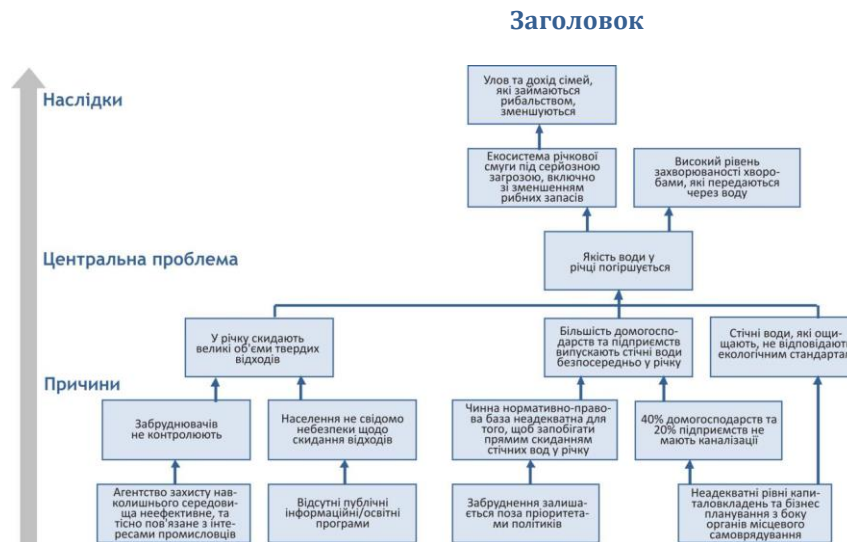 Заголовок
Наслідки
Улов та дохід сімей,
які займаються
рибальством,
зменшуються
Екосистема річкової
смуги під серйозною
загрозою, включно
зі зменшенням
рибних запасів
Високий рівень
захворюваності хворо-
бами, які передаються
через воду
Центральна проблема
Якість води у
річці погіршується
У річку скидають
великі об'єми твердих
відходів
Більшість домогоспо-
дарств та підприємств
випускають стічні води
безпосередньо у річку
Стічні води, які ощи-
щають, не відповідають
екологічним стандартам
Причини
Забруднювачів
не контролюють
Населення не свідомо
небезпеки щодо
скидання відходів
Чинна нормативно-право-
ва база неадекватна для
того, щоб запобігати
прямим скиданням
стічних вод у річку
40% домогосподарств та
20% підприємств не
мають каналізації
Агентство захисту нав-
колишнього середови-
ща неефективне, та
тісно пов'язане з інте-
ресами промисловців
Відсутні публічні
інформаційні/освітні
програми
Забруднення залиша-
ється поза пріоритета-
ми політиків
Неадекватні рівні капі-
таловкладень та бізнес
планування з боку
органів місцевого
самоврядування